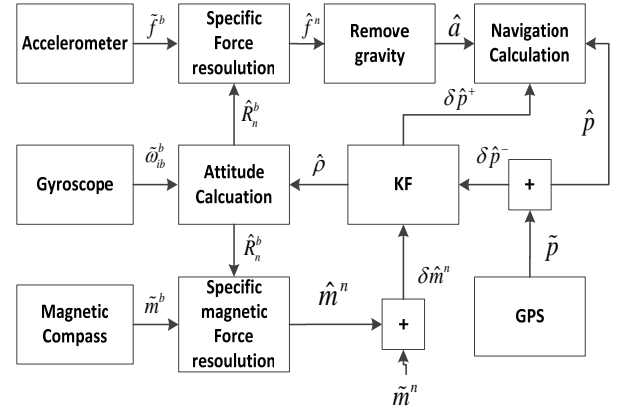 Accelerometer
f̃^b
Specific
Force
resoulution
f̂^n
Remove
gravity
â
Navigation
Calculation
R̂_n^b
δp̂^+
p̂
Gyroscope
ω̃_ib^b
Attitude
Calcuation
ρ̂
KF
δp̂^-
+
R̂_n^b
p̃
Magnetic
Compass
m̃^b
Specific
magnetic
Force
resoulution
m̂^n
δm̂^n
+
GPS
m̃^n